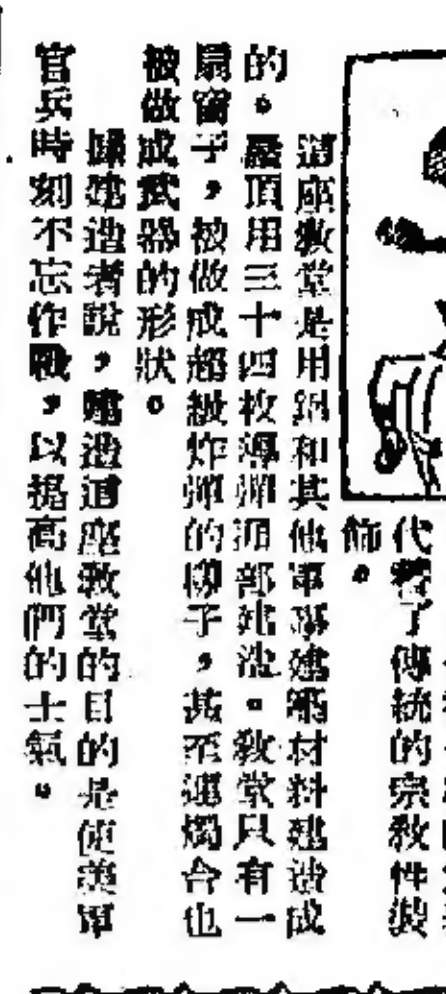 代替了傳統的宗教性裝
飾。
這座教堂是用鋁和其他軍事建築材料建造成
的。屋頂用三十四枚導彈頭部建造。教堂只有一
扇窗子，被做成超級炸彈的樣子，甚至連燭台也
被做成武器的形狀。
據建造者說，建造這座教堂的目的是使美軍
官兵時刻不忘作戰，以提高他們的士氣。